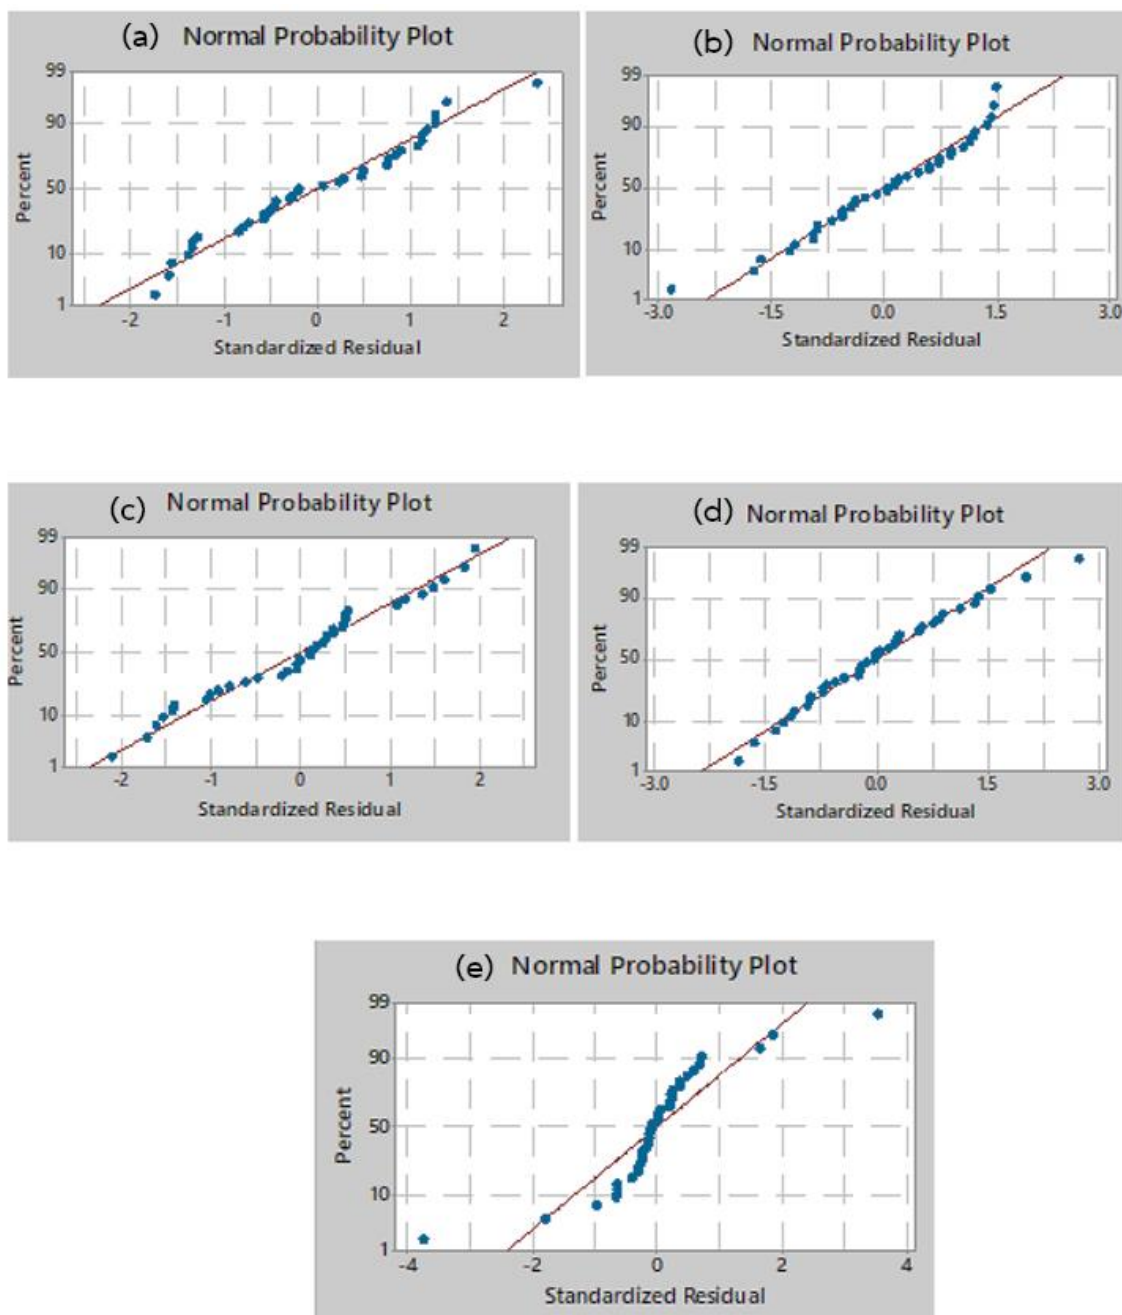 (a) Normal Probability Plot
99
90
50
10
1
Percent
-2 -1 0 1 2
Standardized Residual
(b) Normal Probability Plot
99
90
50
10
1
Percent
-3.0 -1.5 0.0 1.5 3.0
Standardized Residual
(c) Normal Probability Plot
99
90
50
10
1
Percent
-2 -1 0 1 2
Standardized Residual
(d) Normal Probability Plot
99
90
50
10
1
Percent
-3.0 -1.5 0.0 1.5 3.0
Standardized Residual
(e) Normal Probability Plot
99
90
50
10
1
Percent
-4 -2 0 2 4
Standardized Residual